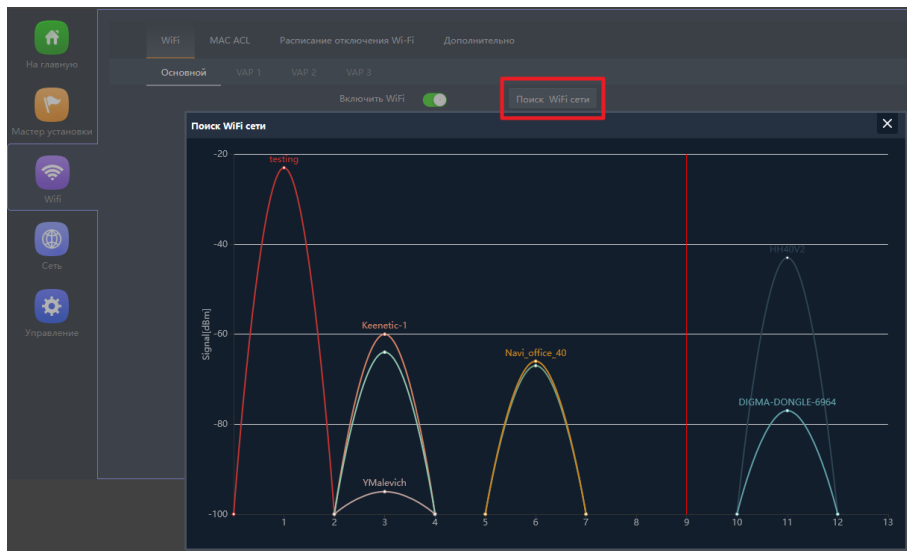 На главную
Мастер установки
Wifi
Сеть
Управление
WiFi MAC ACL Расписание отключения Wi-Fi Дополнительно
Основной VAP 1 VAP 2 VAP 3
Включить WiFi Поиск WiFi сети
Поиск WiFi сети
Signal[dBm]
-20
-40
-60
-80
-100
testing
HH40V2
Keenetic-1
Navi_office_40
DIGMA-DONGLE-6964
YMalevich
1 2 3 4 5 6 7 8 9 10 11 12 13